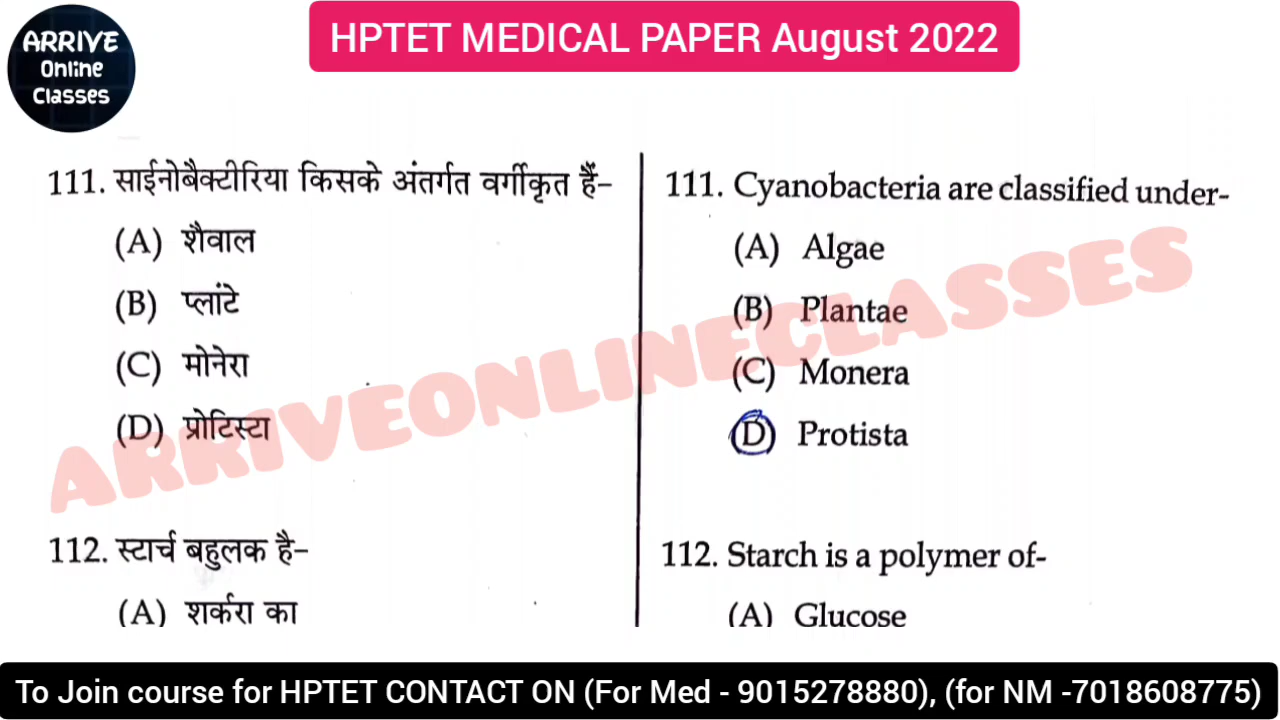 ARRIVE
Online
Classes
HPTET MEDICAL PAPER August 2022
111. साईनोबैक्टीरिया किसके अंतर्गत वर्गीकृत हैं–
(A) शैवाल
(B) प्लांटे
(C) मोनेरा
(D) प्रोटिस्टा
112. स्टार्च बहुलक है–
(A) शर्करा का
111. Cyanobacteria are classified under-
(A) Algae
(B) Plantae
(C) Monera
(D) Protista
112. Starch is a polymer of-
(A) Glucose
ARRIVEONLINECLASSES
To Join course for HPTET CONTACT ON (For Med - 9015278880), (for NM -7018608775)